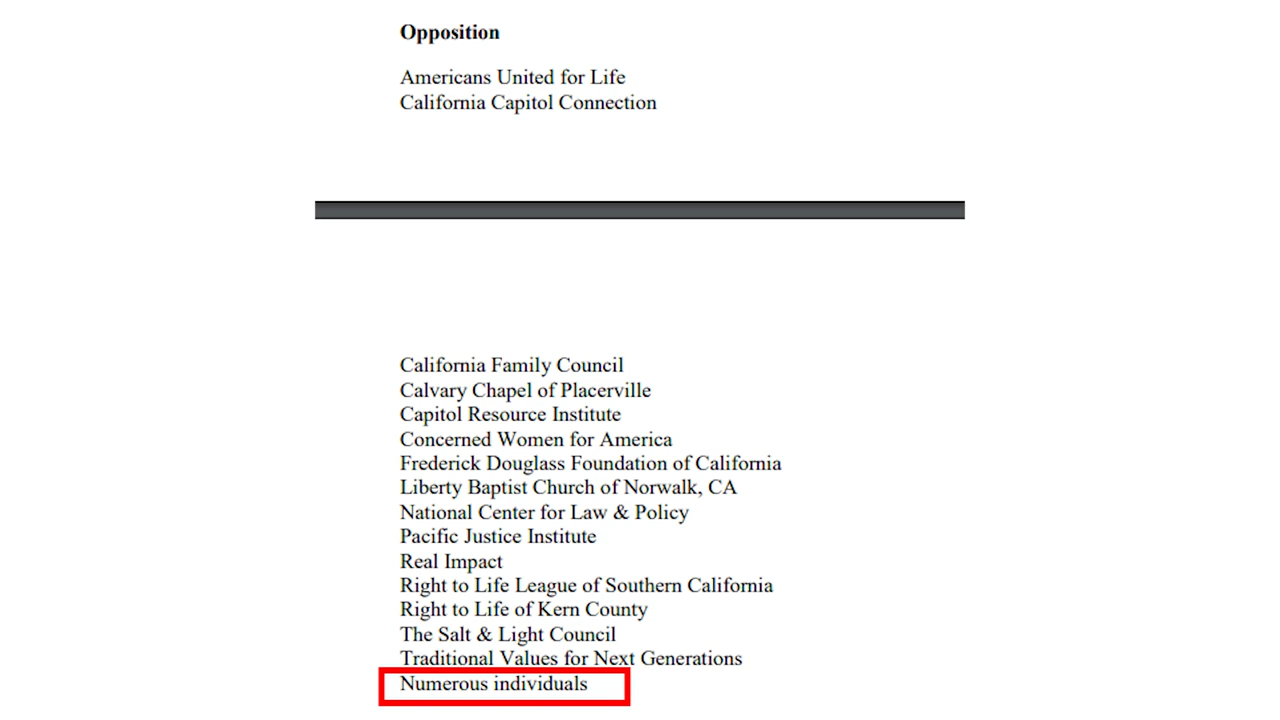 Opposition
Americans United for Life
California Capitol Connection
California Family Council
Calvary Chapel of Placerville
Capitol Resource Institute
Concerned Women for America
Frederick Douglass Foundation of California
Liberty Baptist Church of Norwalk, CA
National Center for Law & Policy
Pacific Justice Institute
Real Impact
Right to Life League of Southern California
Right to Life of Kern County
The Salt & Light Council
Traditional Values for Next Generations
Numerous individuals